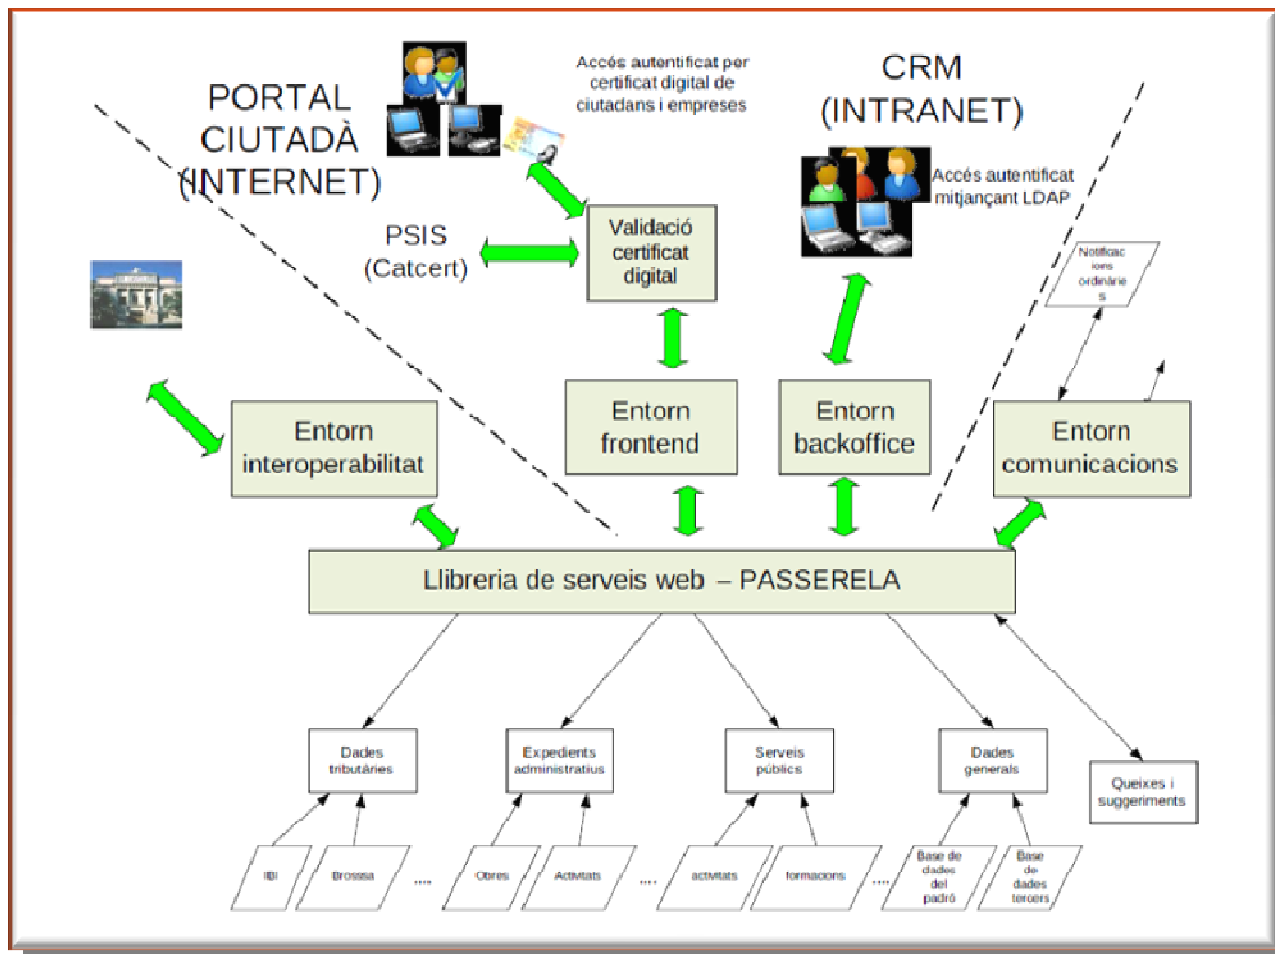 PORTAL
CIUTADÀ
(INTERNET)
Accés autentificat per
certificat digital de
ciutadans i empreses
CRM
(INTRANET)
Accés autentificat
mitjançant LDAP
PSIS
(Catcert)
Validació
certificat
digital
Notificac
ions
ordinàrie
s
Entorn
interoperabilitat
Entorn
frontend
Entorn
backoffice
Entorn
comunicacions
Llibreria de serveis web – PASSERELA
Dades
tributàries
Expedients
administratius
Serveis
públics
Dades
generals
Queixes i
suggeriments
IBI
Brossa
....
Obres
Activitats
....
activitats
formacions
....
Base de
dades
del
padró
Base
de
dades
tercers